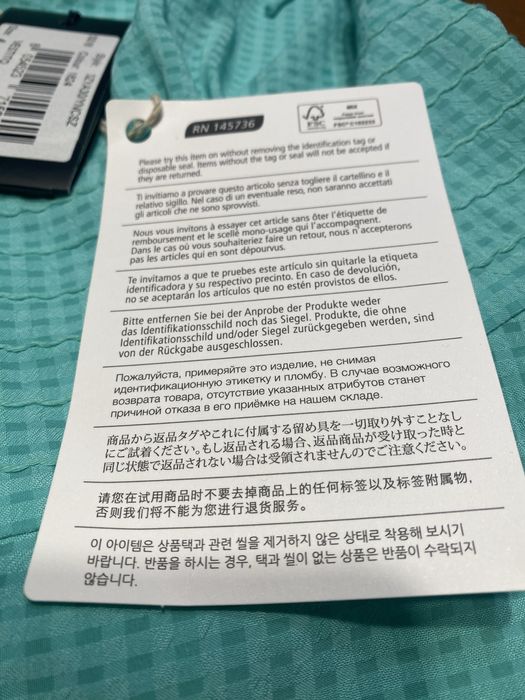 RN 145736
FSC
MIX
Please try this item on without removing the identification tag or
disposable seal. Items without the tag or seal will not be accepted if
they are returned.
Ti invitiamo a provare questo articolo senza togliere il cartellino e il
relativo sigillo. Nel caso di un eventuale reso, non saranno accettati
gli articoli che ne sono sprovvisti.
Nous vous invitons à essayer cet article sans ôter l'étiquette de
remboursement et le scellé mono-usage qui l'accompagnent.
Dans le cas où vous souhaiteriez faire un retour, nous n'accepterons
pas les articles qui en sont dépourvus.
Te invitamos a que te pruebes este artículo sin quitarle la etiqueta
identificadora y su respectivo precinto. En caso de devolución,
no se aceptarán los artículos que no estén provistos de ellos.
Bitte entfernen Sie bei der Anprobe der Produkte weder
das Identifikationsschild noch das Siegel. Produkte, die ohne
Identifikationsschild und/oder Siegel zurückgegeben werden, sind
von der Rückgabe ausgeschlossen.
Пожалуйста, примеряйте это изделие, не снимая
идентификационную этикетку и пломбу. В случае возможного
возврата товара, отсутствие указанных атрибутов станет
причиной отказа в его приёмке на нашем складе.
商品から返品タグやこれに付属する留め具を一切取り外すことなし
にご試着ください。もし返品される場合、返品商品が受け取った時と
同じ状態で返品されない場合は受領されませんのでご注意ください。
请您在试用商品时不要去掉商品上的任何标签以及标签附属物，
否则我们将不能为您进行退货服务。
이 아이템은 상품택과 관련 씰을 제거하지 않은 상태로 착용해 보시기
바랍니다. 반품을 하시는 경우, 택과 씰이 없는 상품은 반품이 수락되지
않습니다.